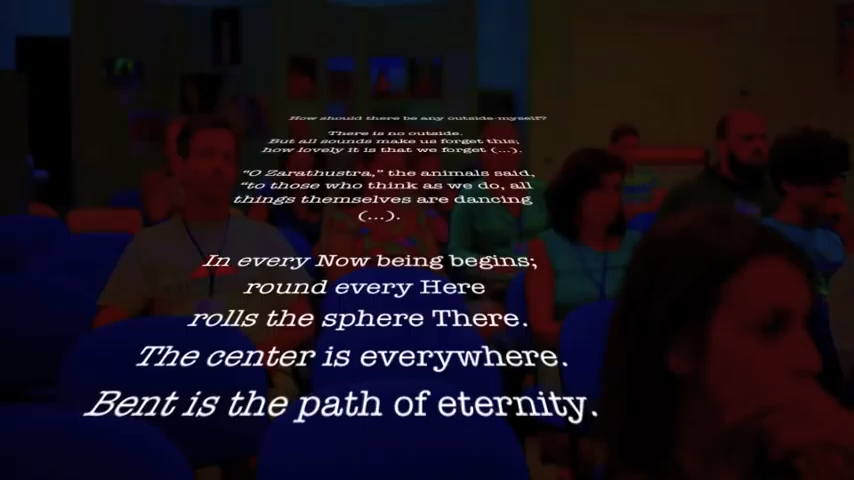 How should there be any outside-myself?
There is no outside.
But all sounds make us forget this;
how lovely it is that we forget (...).
"O Zarathustra," the animals said,
"to those who think as we do, all
things themselves are dancing
(...).
In every Now being begins;
round every Here
rolls the sphere There.
The center is everywhere.
Bent is the path of eternity.